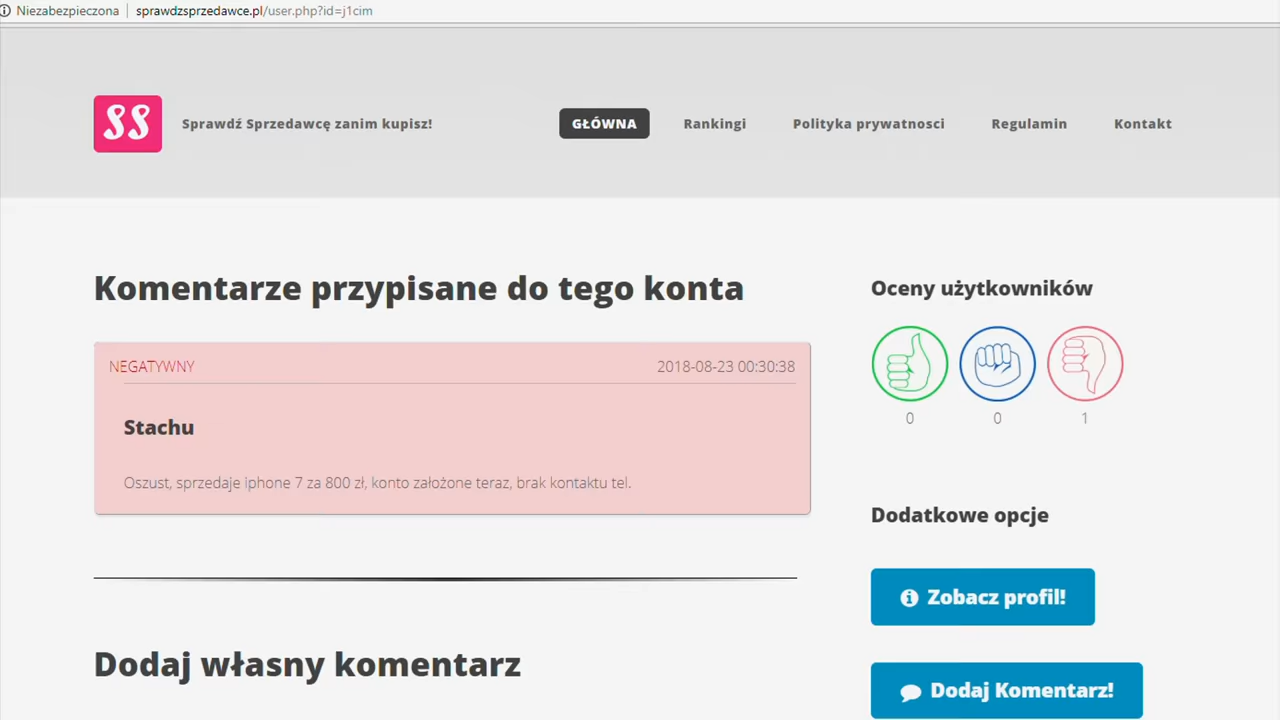 Niezabezpieczona | sprawdzsprzedawce.pl/user.php?id=j1cim
SS Sprawdź Sprzedawcę zanim kupisz! GŁÓWNA Rankingi Polityka prywatnosci Regulamin Kontakt
Komentarze przypisane do tego konta
NEGATYWNY 2018-08-23 00:30:38
Stachu
Oszust, sprzedaje iphone 7 za 800 zł, konto założone teraz, brak kontaktu tel.
Dodaj własny komentarz
Oceny użytkowników
0 0 1
Dodatkowe opcje
Zobacz profil!
Dodaj Komentarz!